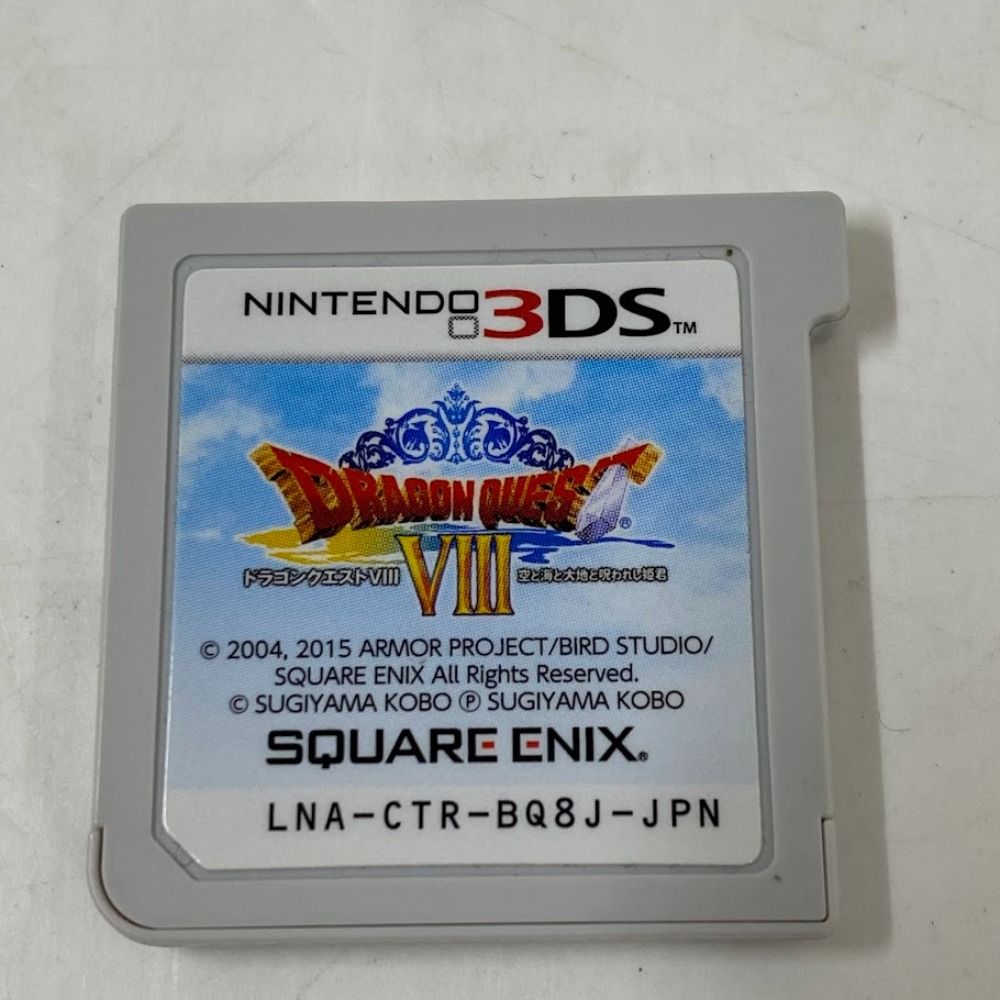 NINTENDO 3DS™
DRAGON QUEST®
VIII
ドラゴンクエストVIII 空と海と大地と呪われし姫君
© 2004, 2015 ARMOR PROJECT/BIRD STUDIO/
SQUARE ENIX All Rights Reserved.
© SUGIYAMA KOBO ℗ SUGIYAMA KOBO
SQUARE ENIX®
LNA-CTR-BQ8J-JPN